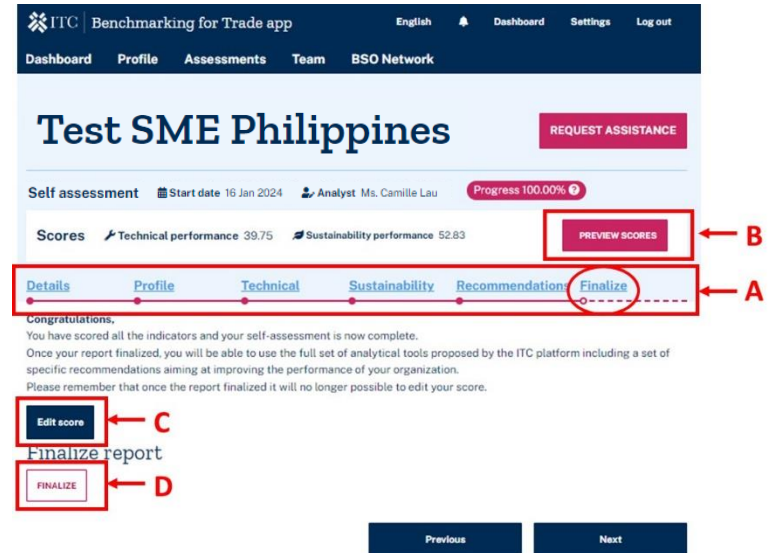 ITC | Benchmarking for Trade app English Dashboard Settings Log out
Dashboard Profile Assessments Team BSO Network
Test SME Philippines
REQUEST ASSISTANCE
Self assessment Start date 16 Jan 2024 Analyst Ms. Camille Lau Progress 100.00% ?
Scores Technical performance 39.75 Sustainability performance 52.83 PREVIEW SCORES B
Details Profile Technical Sustainability Recommendations Finalize A
Congratulations,
You have scored all the indicators and your self-assessment is now complete.
Once your report finalized, you will be able to use the full set of analytical tools proposed by the ITC platform including a set of
specific recommendations aiming at improving the performance of your organization.
Please remember that once the report finalized it will no longer possible to edit your score.
Edit score C
Finalize report
FINALIZE D
Previous Next